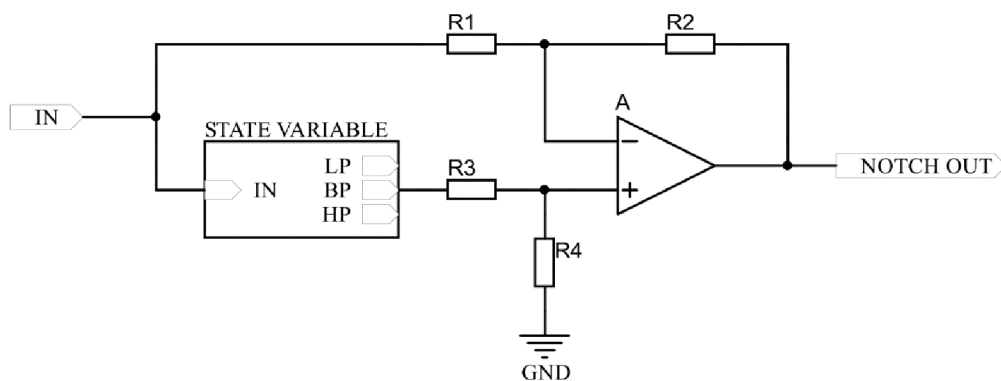 R1
R2
IN
A
STATE VARIABLE
LP
IN
BP
HP
R3
−
+
NOTCH OUT
R4
GND